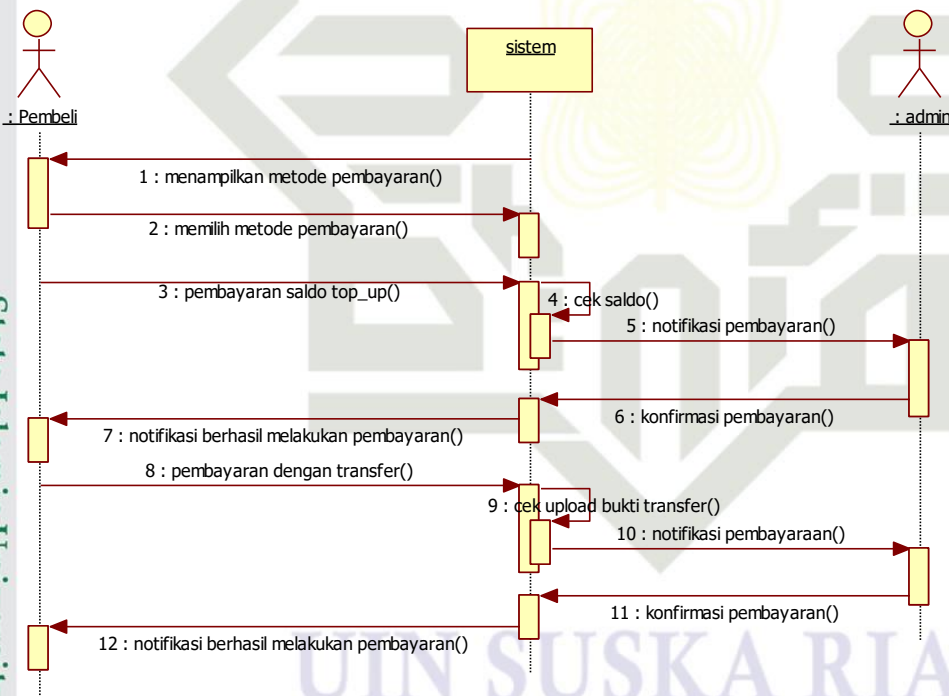 sistem
: Pembeli
: admin
1 : menampilkan metode pembayaran()
2 : memilih metode pembayaran()
3 : pembayaran saldo top_up()
4 : cek saldo()
5 : notifikasi pembayaran()
6 : konfirmasi pembayaran()
7 : notifikasi berhasil melakukan pembayaran()
8 : pembayaran dengan transfer()
9 : cek upload bukti transfer()
10 : notifikasi pembayaraan()
11 : konfirmasi pembayaran()
12 : notifikasi berhasil melakukan pembayaran()
UIN SUSKA RIA